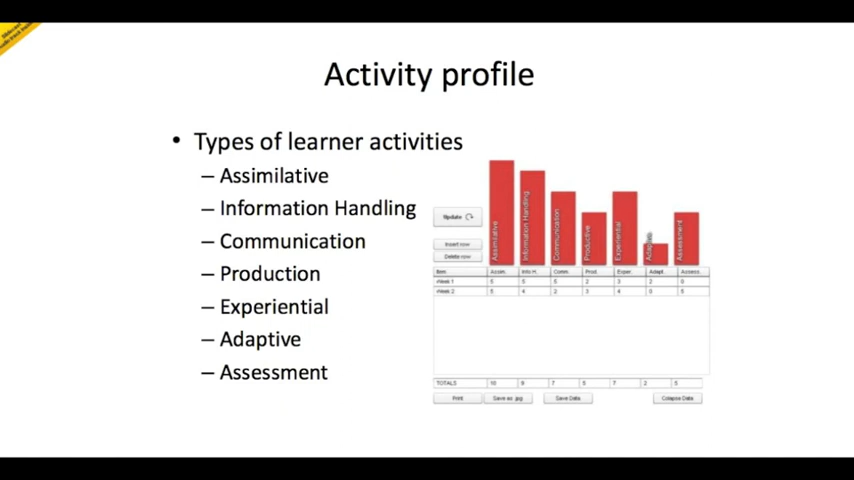 Activity profile
• Types of learner activities
– Assimilative
– Information Handling
– Communication
– Production
– Experiential
– Adaptive
– Assessment
Assimilative
Information Handling
Communication
Productive
Experiential
Adaptive
Assessment
Update
Insert row
Delete row
Item Assim. Info H. Comm. Prod. Exper. Adapt. Assess.
Week 1 5 5 5 2 3 2 0
Week 2 5 4 2 3 4 0 5
TOTALS 10 9 7 5 7 2 5
Print Save as .jpg Save Data Colapse Data